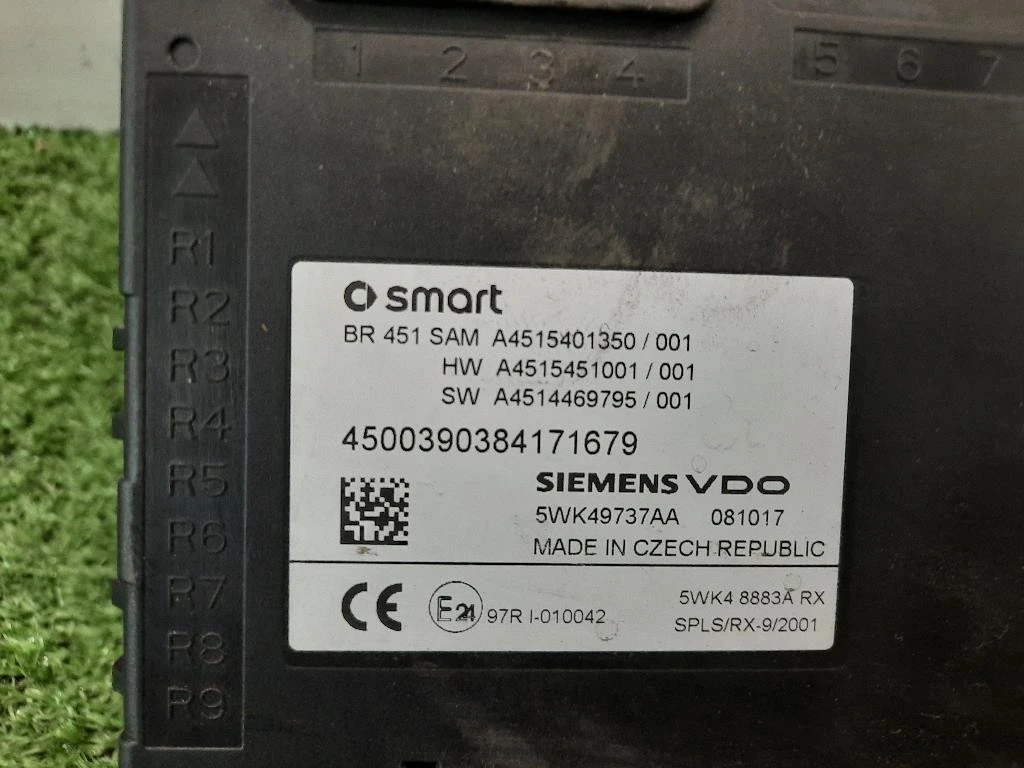 1 2 3 4
5 6 7
R1
R2
R3
R4
R5
R6
R7
R8
R9
smart
BR 451 SAM A4515401350 / 001
HW A4515451001 / 001
SW A4514469795 / 001
4500390384171679
SIEMENS VDO
5WK49737AA 081017
MADE IN CZECH REPUBLIC
CE
97R I-010042
5WK4 8883A RX
SPLS/RX-9/2001